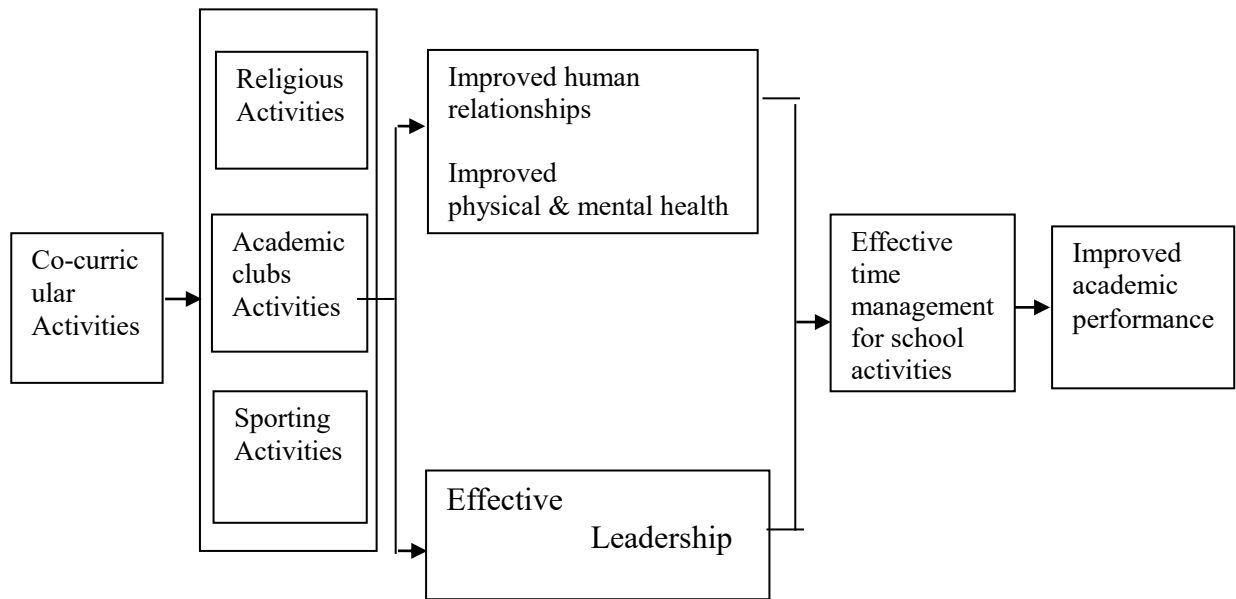 Co-curric
ular
Activities
Religious
Activities
Academic
clubs
Activities
Sporting
Activities
Improved human
relationships
Improved
physical & mental health
Effective
Leadership
Effective
time
management
for school
activities
Improved
academic
performance